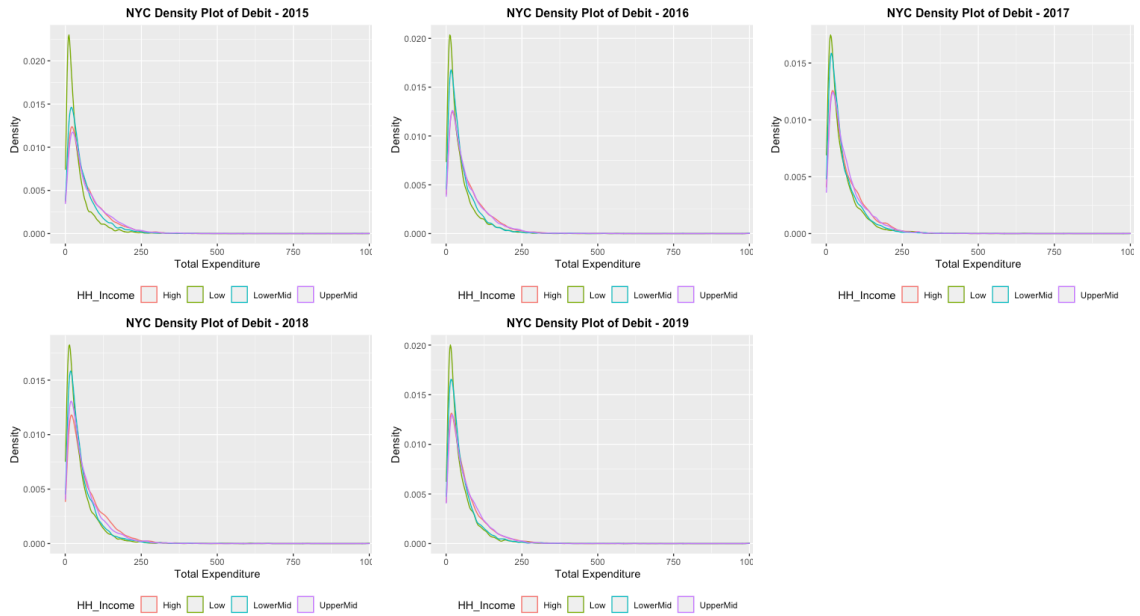 NYC Density Plot of Debit - 2015
0.020
0.015
0.010
0.005
0.000
Density
0
250
500
750
100
Total Expenditure
HH_Income High Low LowerMid UpperMid
NYC Density Plot of Debit - 2016
0.020
0.015
0.010
0.005
0.000
Density
0
250
500
750
100
Total Expenditure
HH_Income High Low LowerMid UpperMid
NYC Density Plot of Debit - 2017
0.015
0.010
0.005
0.000
Density
0
250
500
750
100
Total Expenditure
HH_Income High Low LowerMid UpperMid
NYC Density Plot of Debit - 2018
0.015
0.010
0.005
0.000
Density
0
250
500
750
100
Total Expenditure
HH_Income High Low LowerMid UpperMid
NYC Density Plot of Debit - 2019
0.020
0.015
0.010
0.005
0.000
Density
0
250
500
750
100
Total Expenditure
HH_Income High Low LowerMid UpperMid